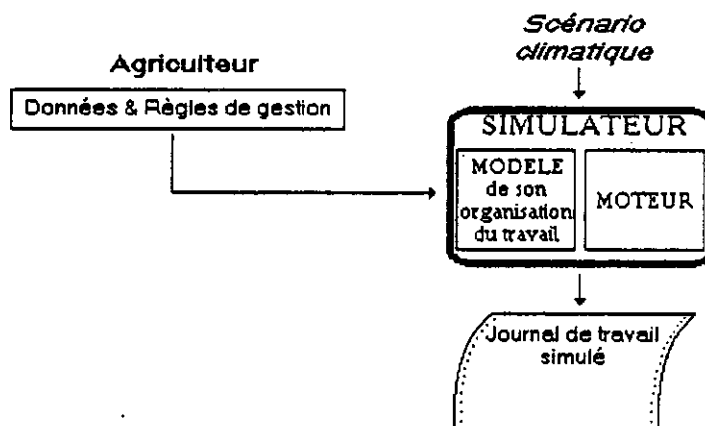 Scénario
climatique
Agriculteur
Données & Règles de gestion
SIMULATEUR
MODELE
de son
organisation
du travail
MOTEUR
Journal de travail
simulé